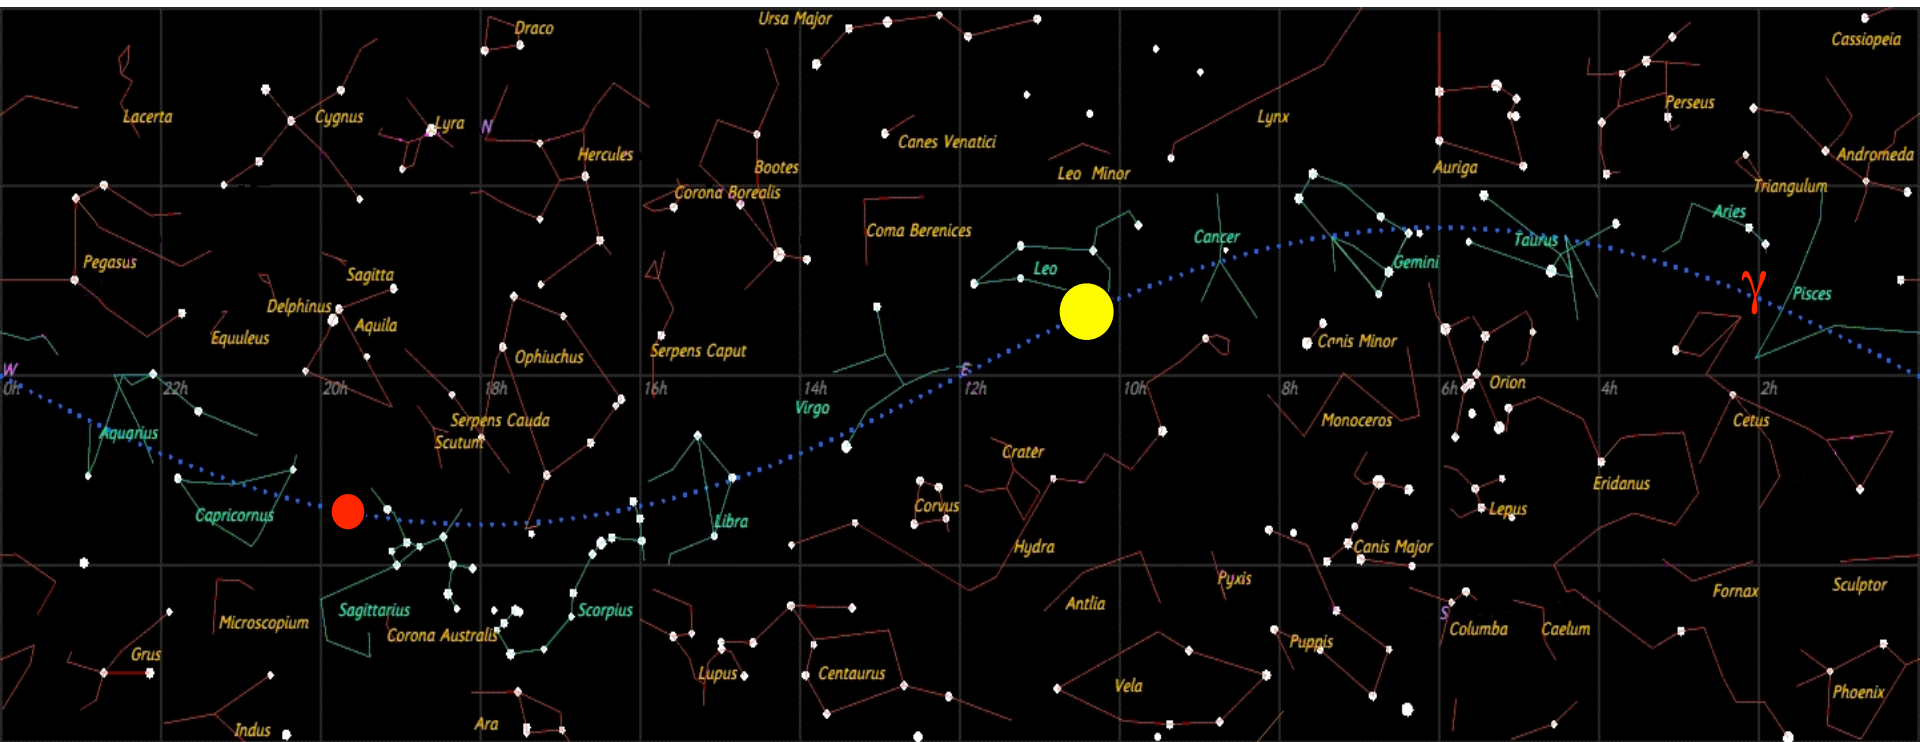 Draco
Ursa Major
Cassiopeia
Lacerta
Cygnus
Lyra
N
Hercules
Bootes
Canes Venatici
Lynx
Perseus
Leo Minor
Auriga
Andromeda
Corona Borealis
Triangulum
Pegasus
Sagitta
Coma Berenices
Cancer
Gemini
Taurus
Aries
Delphinus
Leo
γ
Pisces
Equuleus
Aquila
Ophiuchus
Serpens Caput
Canis Minor
W
E
0h
22h
20h
18h
16h
14h
12h
10h
8h
6h
4h
2h
Orion
Virgo
Monoceros
Cetus
Aquarius
Serpens Cauda
Scutum
Crater
Eridanus
Capricornus
Libra
Corvus
Lepus
Hydra
Canis Major
Sagittarius
Scorpius
Pyxis
Antlia
Fornax
Sculptor
Microscopium
Corona Australis
S
Columba
Caelum
Grus
Lupus
Centaurus
Puppis
Vela
Phoenix
Indus
Ara